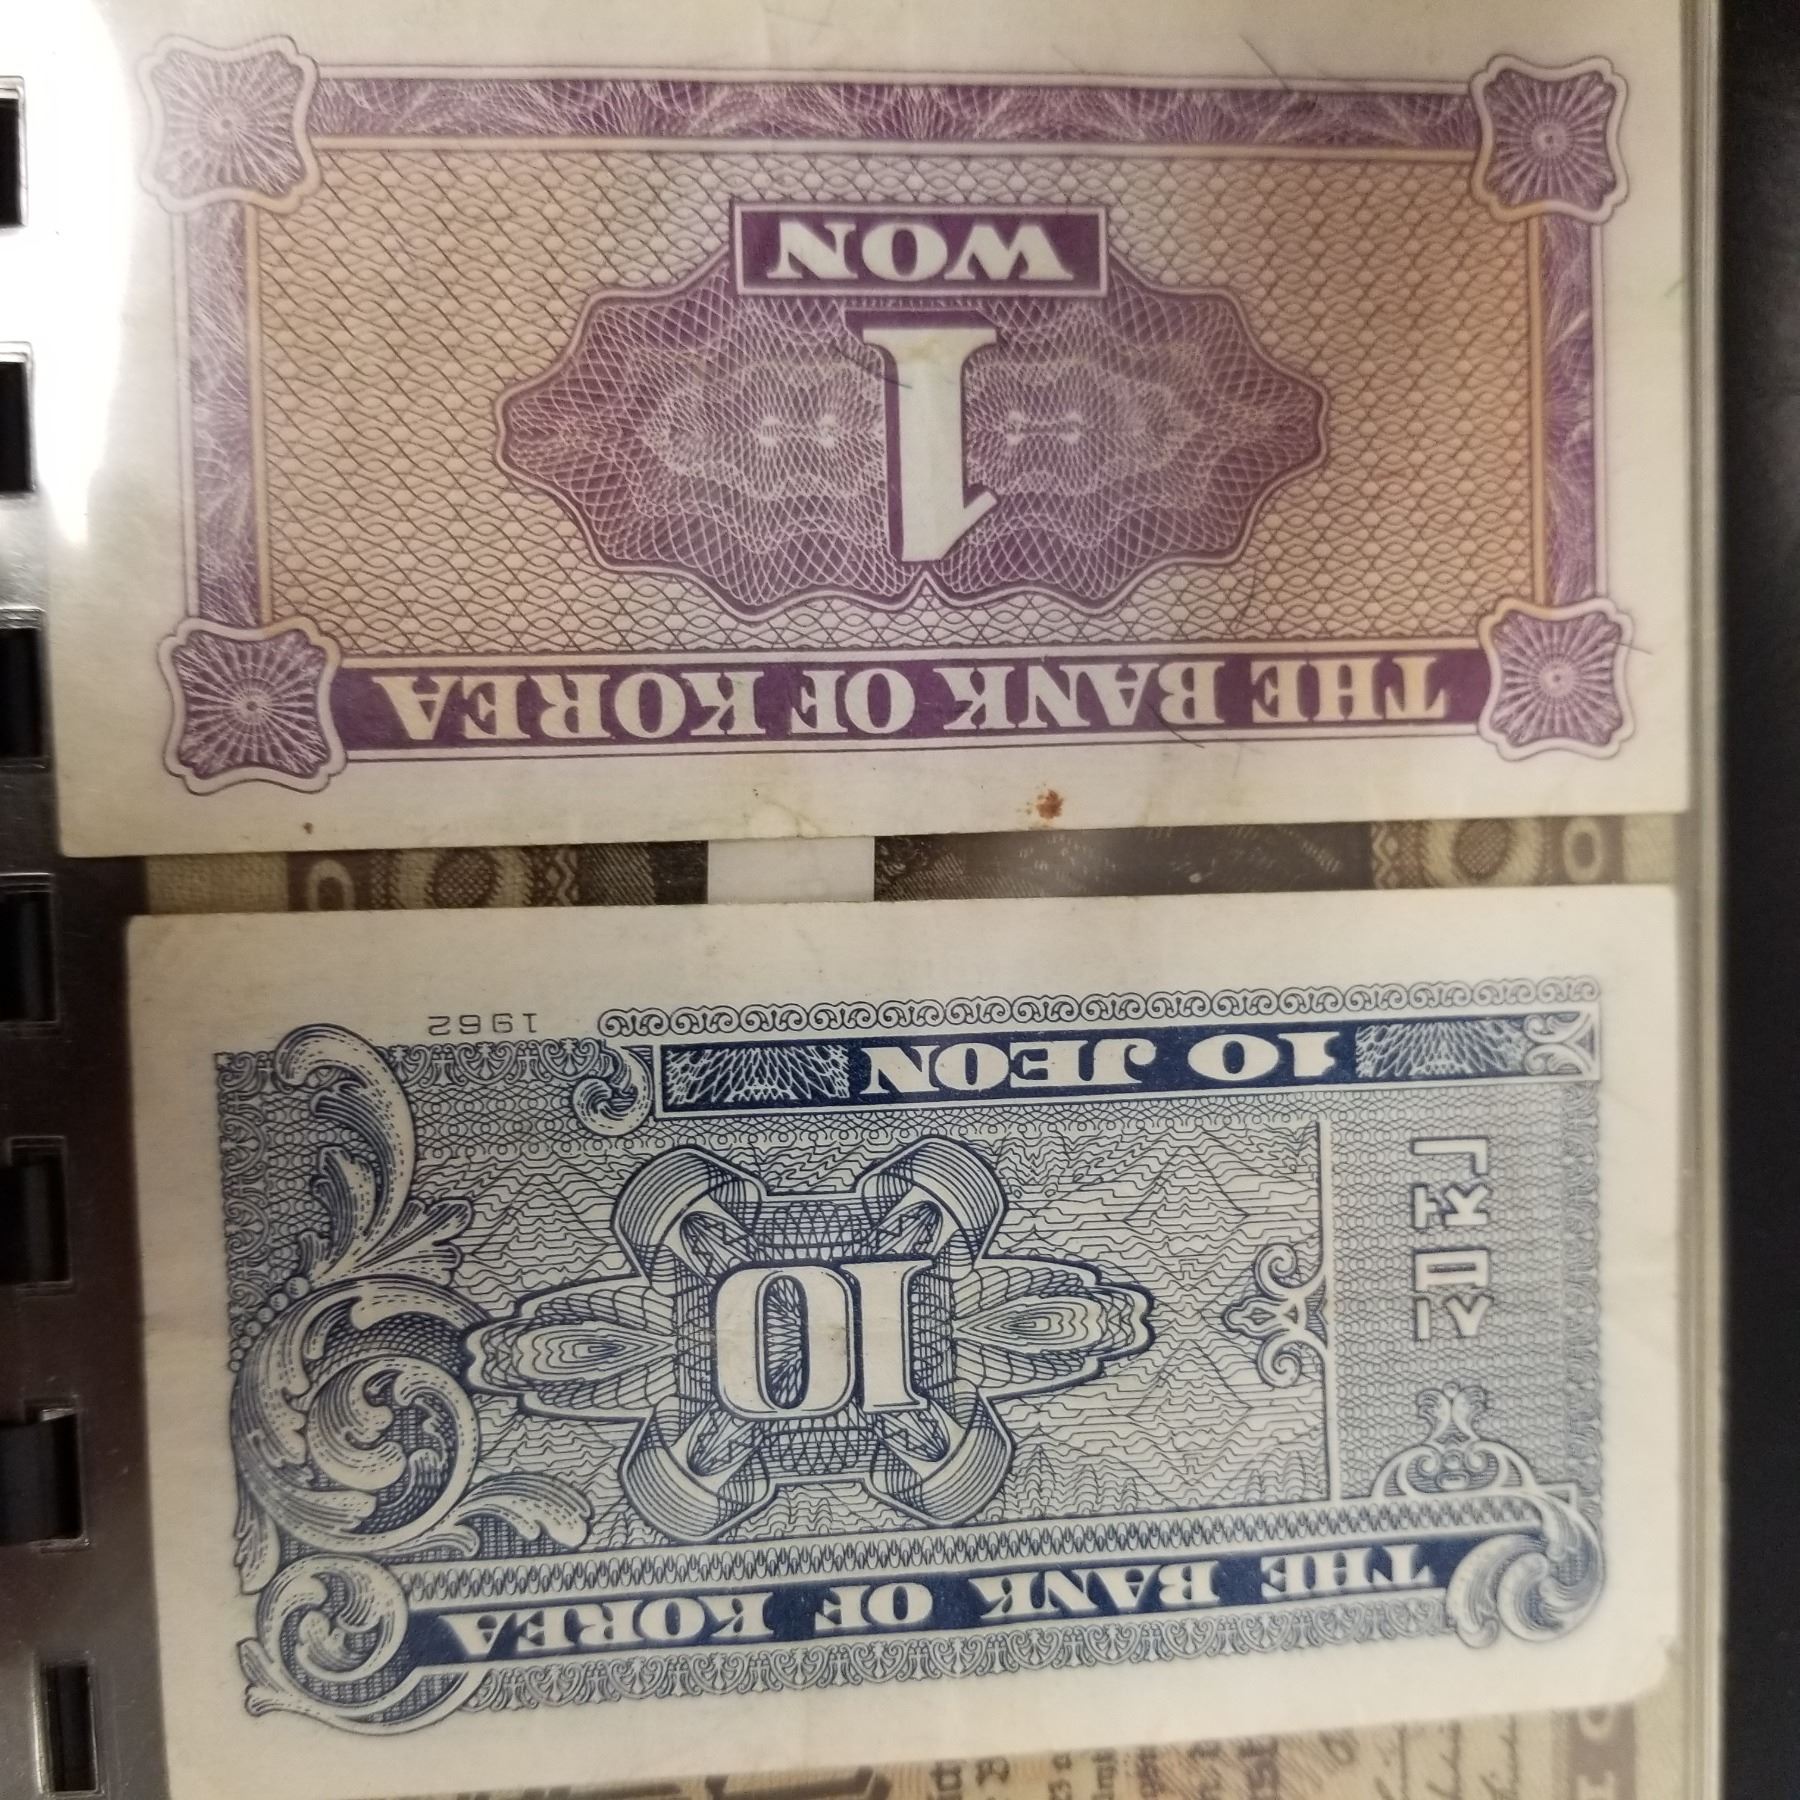 THE BANK OF KOREA
십전
10
10 JEON
1962
THE BANK OF KOREA
1
WON